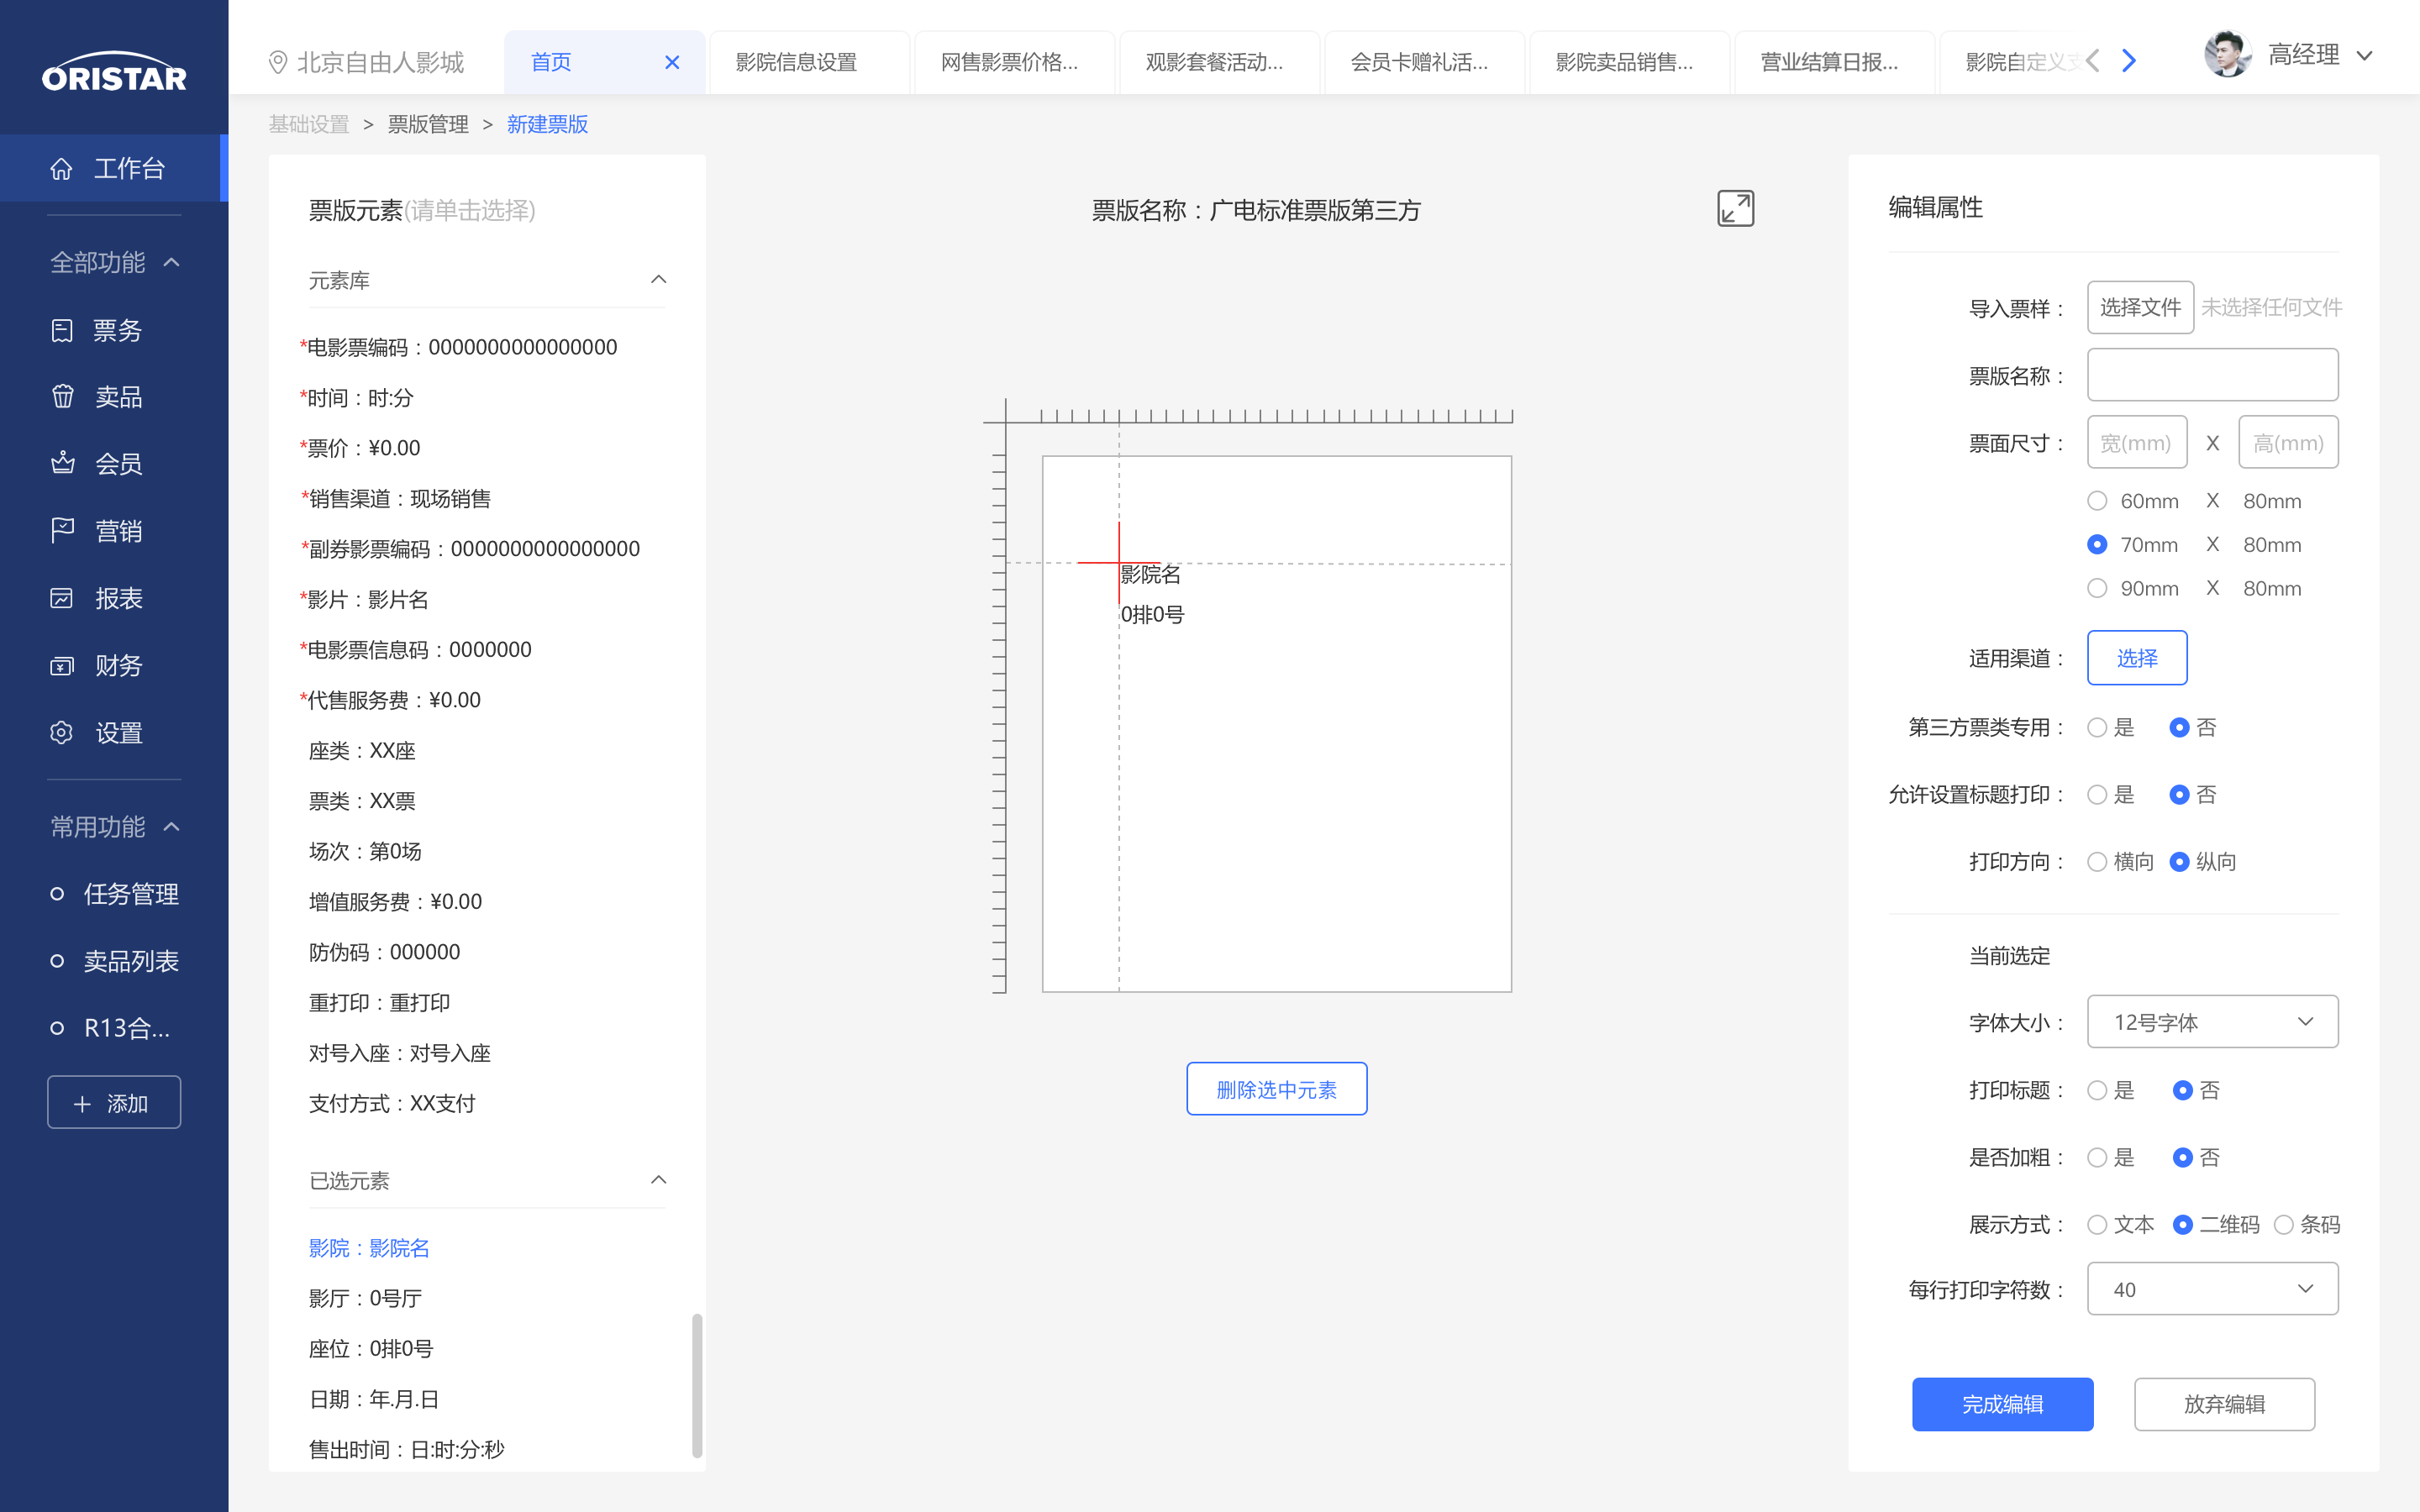 ORISTAR
工作台
全部功能
票务
卖品
会员
营销
报表
财务
设置
常用功能
任务管理
卖品列表
R13合...
添加
北京自由人影城
首页
影院信息设置
网售影票价格...
观影套餐活动...
会员卡赠礼活...
影院卖品销售...
营业结算日报...
影院自定义支
高经理
基础设置 > 票版管理 > 新建票版
票版元素(请单击选择)
元素库
*电影票编码：0000000000000000
*时间：时:分
*票价：¥0.00
*销售渠道：现场销售
*副券影票编码：0000000000000000
*影片：影片名
*电影票信息码：0000000
*代售服务费：¥0.00
座类：XX座
票类：XX票
场次：第0场
增值服务费：¥0.00
防伪码：000000
重打印：重打印
对号入座：对号入座
支付方式：XX支付
已选元素
影院：影院名
影厅：0号厅
座位：0排0号
日期：年.月.日
售出时间：日:时:分:秒
票版名称：广电标准票版第三方
影院名
0排0号
删除选中元素
编辑属性
导入票样： 选择文件 未选择任何文件
票版名称：
票面尺寸： 宽(mm) X 高(mm)
60mm X 80mm
70mm X 80mm
90mm X 80mm
适用渠道： 选择
第三方票类专用： 是 否
允许设置标题打印： 是 否
打印方向： 横向 纵向
当前选定
字体大小： 12号字体
打印标题： 是 否
是否加粗： 是 否
展示方式： 文本 二维码 条码
每行打印字符数： 40
完成编辑 放弃编辑